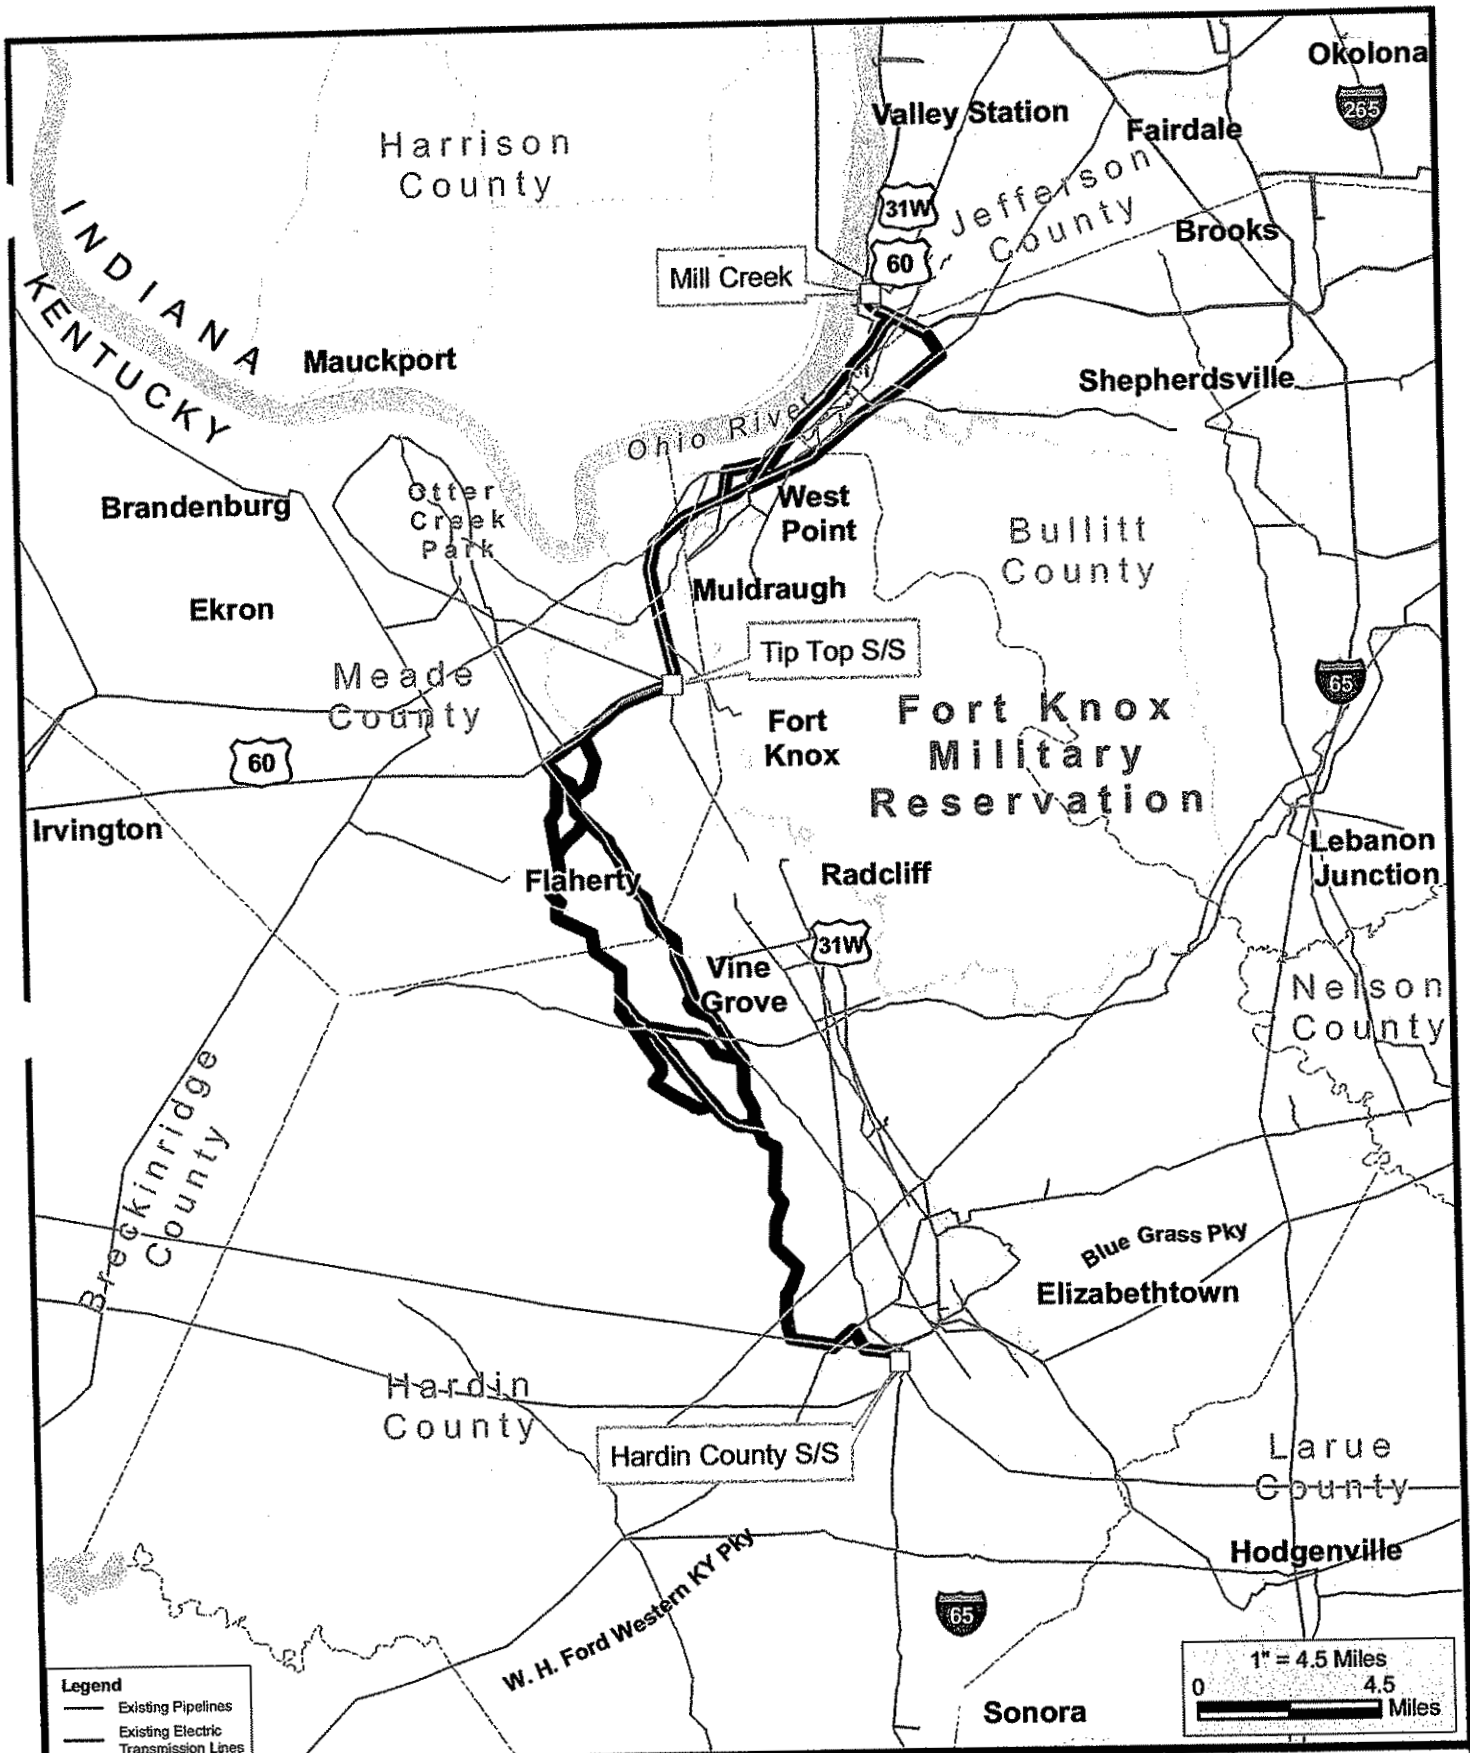 Okolona
265
Valley Station
Fairdale
Harrison
County
31W
Jefferson
County
Brooks
60
Mill Creek
INDIANA
KENTUCKY
Mauckport
Shepherdsville
Ohio River
Brandenburg
Otter
Creek
Park
West
Point
Bullitt
County
Ekron
Muldraugh
Tip Top S/S
Meade
County
65
Fort
Knox
Fort Knox
Military
Reservation
60
Irvington
Lebanon
Junction
Flaherty
Radcliff
31W
Vine
Grove
Nelson
County
Breckinridge
County
Blue Grass Pky
Elizabethtown
Hardin
County
Hardin County S/S
Larue
County
Hodgenville
W. H. Ford Western KY Pky
65
Sonora
1" = 4.5 Miles
0 4.5
Miles
Legend
Existing Pipelines
Existing Electric
Transmission Lines